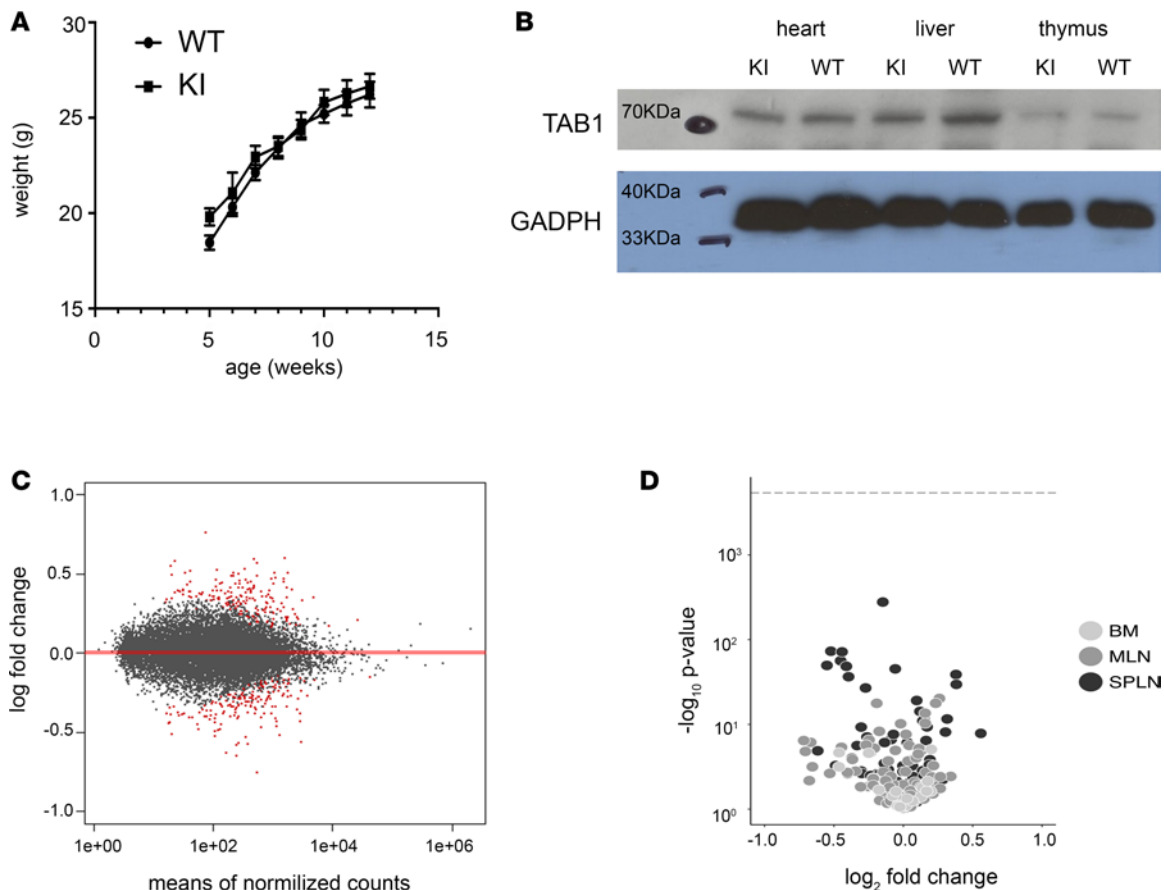 A
WT
KI
30
25
20
15
weight (g)
0 5 10 15
age (weeks)
B
heart liver thymus
KI WT KI WT KI WT
TAB1
70KDa
GADPH
40KDa
33KDa
C
1.0
0.5
0.0
-0.5
-1.0
log fold change
1e+00 1e+02 1e+04 1e+06
means of normilized counts
D
10³
10²
10¹
10⁰
-log₁₀ p-value
-1.0 -0.5 0.0 0.5 1.0
log₂ fold change
BM
MLN
SPLN